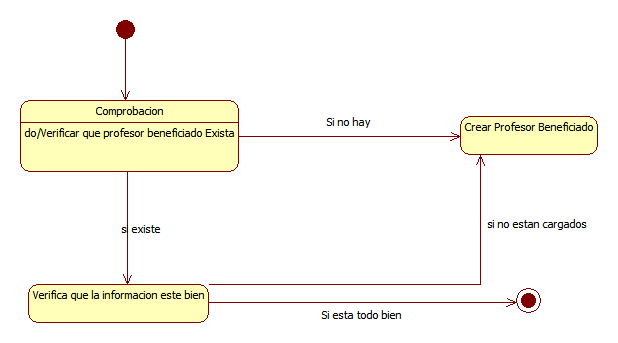 Comprobacion
do/Verificar que profesor beneficiado Exista
Si no hay
Crear Profesor Beneficiado
si existe
si no estan cargados
Verifica que la informacion este bien
Si esta todo bien